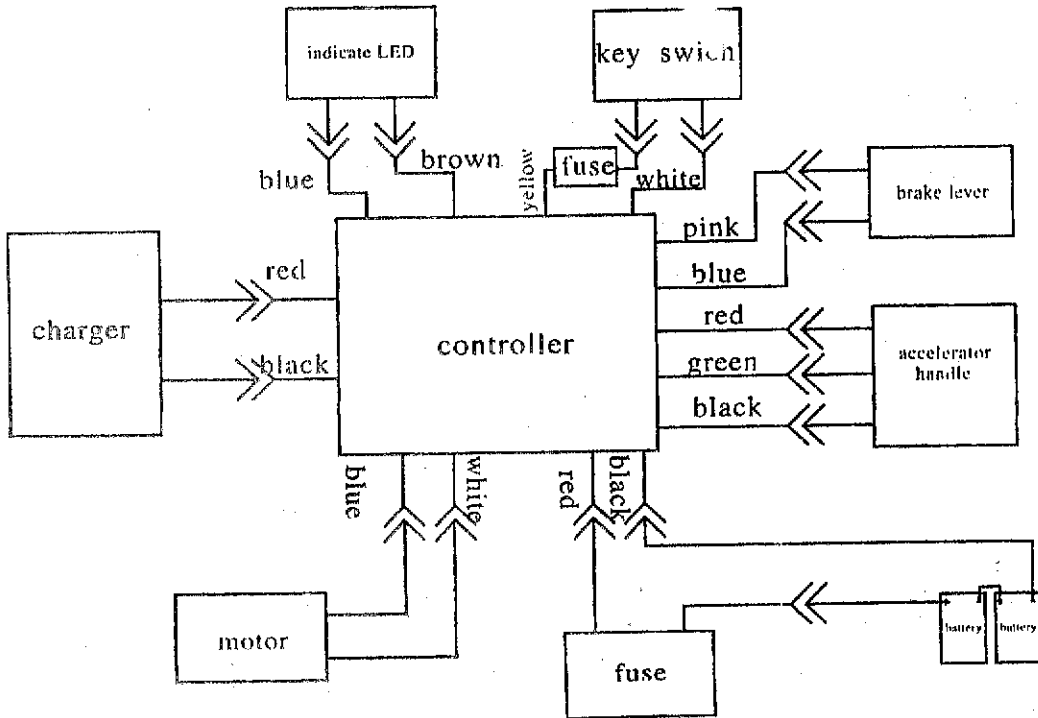 indicate LED
key swich
blue
brown
yellow
fuse
white
brake lever
pink
blue
red
charger
red
black
controller
green
black
accelerator
handle
blue
white
red
black
motor
fuse
battery
battery